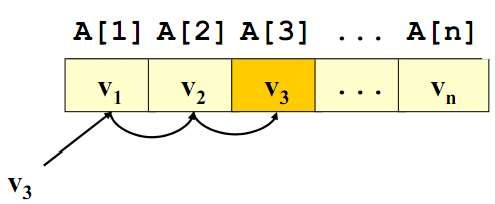 A[1] A[2] A[3] ... A[n]
v1 v2 v3 ... vn
v3